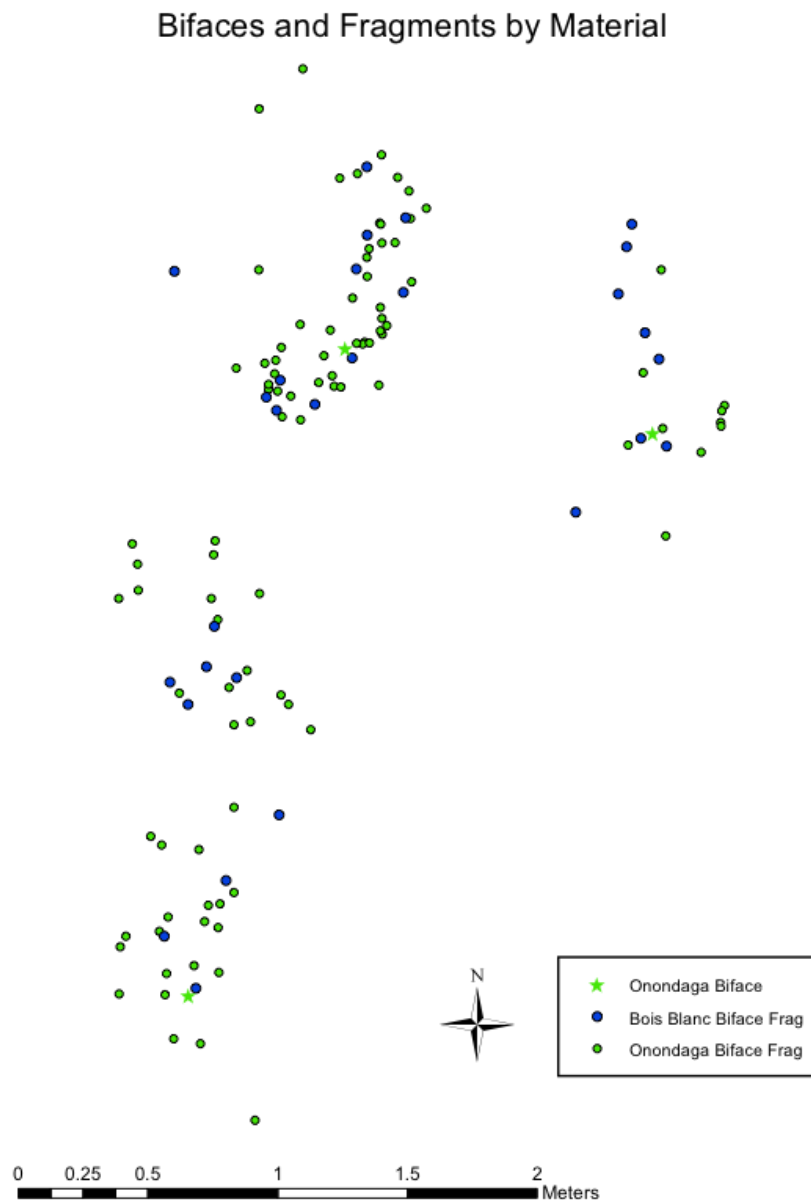 Bifaces and Fragments by Material
N
Onondaga Biface
Bois Blanc Biface Frag
Onondaga Biface Frag
0 0.25 0.5 1 1.5 2
Meters